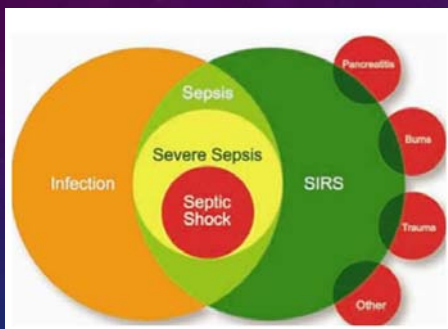 Pancreatitis
Sepsis
Burns
Severe Sepsis
Infection
SIRS
Septic
Shock
Trauma
Other